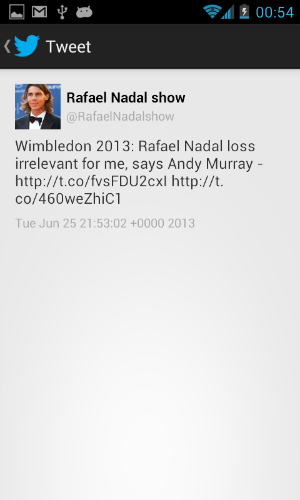 00:54
Tweet
Rafael Nadal show
@RafaelNadalshow
Wimbledon 2013: Rafael Nadal loss
irrelevant for me, says Andy Murray -
http://t.co/fvsFDU2cxI http://t.
co/460weZhiC1
Tue Jun 25 21:53:02 +0000 2013